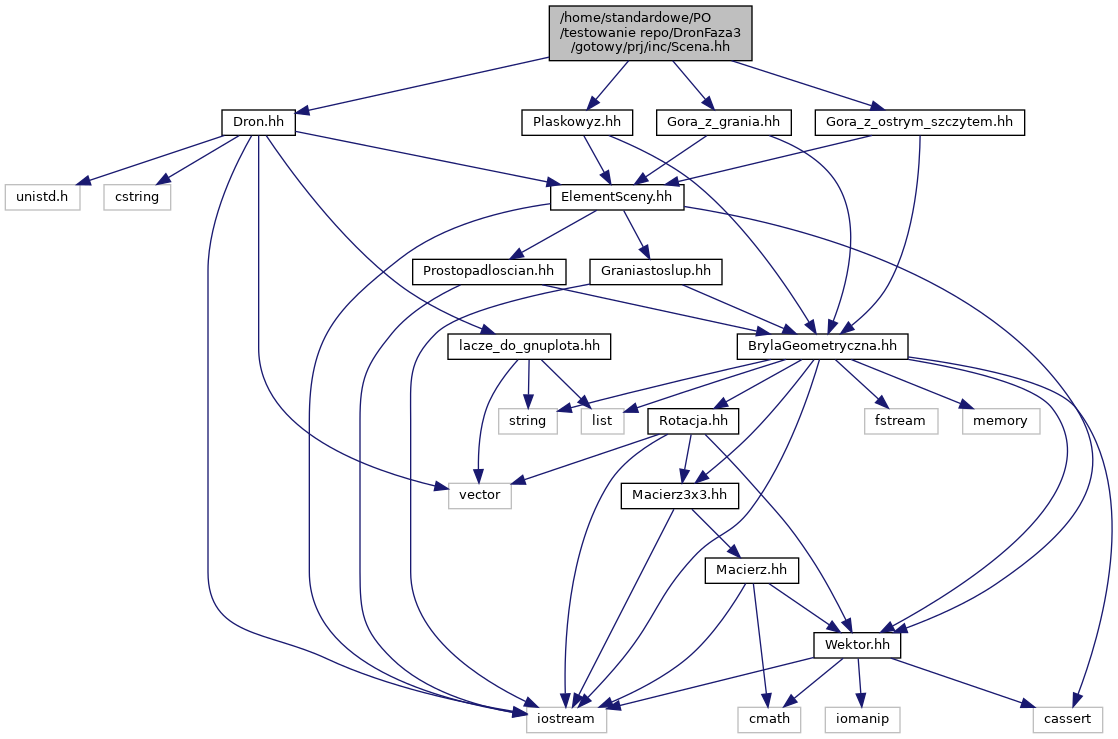 /home/standardowe/PO
/testowanie repo/DronFaza3
/gotowy/prj/inc/Scena.hh
Dron.hh
Plaskowyz.hh
Gora_z_grania.hh
Gora_z_ostrym_szczytem.hh
unistd.h
cstring
ElementSceny.hh
Prostopadloscian.hh
Graniastoslup.hh
lacze_do_gnuplota.hh
BrylaGeometryczna.hh
string
list
Rotacja.hh
fstream
memory
vector
Macierz3x3.hh
Macierz.hh
Wektor.hh
iostream
cmath
iomanip
cassert